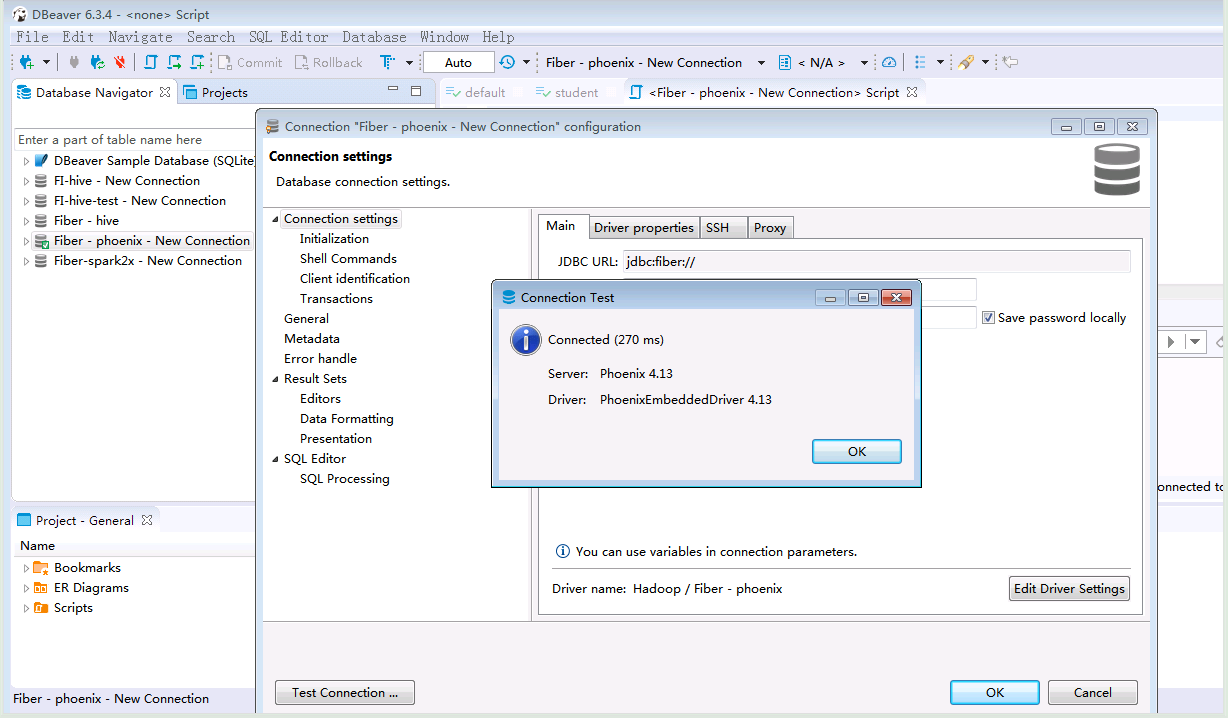 DBeaver 6.3.4 - <none> Script
File Edit Navigate Search SQL Editor Database Window Help
Commit Rollback Auto Fiber - phoenix - New Connection < N/A >
Database Navigator Projects default student <Fiber - phoenix - New Connection> Script
Enter a part of table name here
DBeaver Sample Database (SQLite)
FI-hive - New Connection
FI-hive-test - New Connection
Fiber - hive
Fiber - phoenix - New Connection
Fiber-spark2x - New Connection
Project - General
Name
Bookmarks
ER Diagrams
Scripts
Fiber - phoenix - New Connection
Connection "Fiber - phoenix - New Connection" configuration
Connection settings
Database connection settings.
Connection settings
Initialization
Shell Commands
Client identification
Transactions
General
Metadata
Error handle
Result Sets
Editors
Data Formatting
Presentation
SQL Editor
SQL Processing
Main Driver properties SSH Proxy
JDBC URL: jdbc:fiber://
Save password locally
Connection Test
Connected (270 ms)
Server: Phoenix 4.13
Driver: PhoenixEmbeddedDriver 4.13
OK
You can use variables in connection parameters.
Driver name: Hadoop / Fiber - phoenix
Edit Driver Settings
Test Connection ... OK Cancel